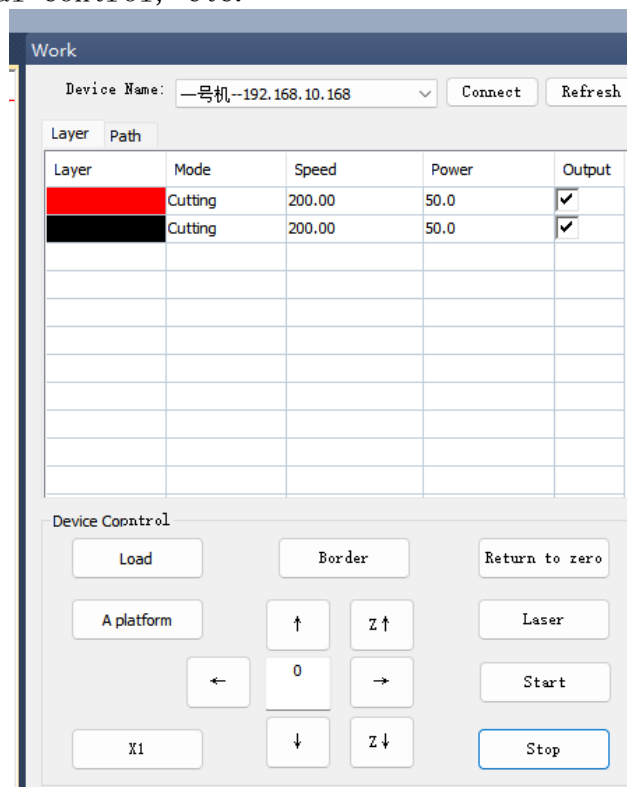 Work
Device Name: 一号机--192.168.10.168 Connect Refresh
Layer Path
Layer Mode Speed Power Output
Cutting 200.00 50.0
Cutting 200.00 50.0
Device Copntrol
Load Border Return to zero
A platform ↑ Z↑ Laser
← 0 → Start
X1 ↓ Z↓ Stop